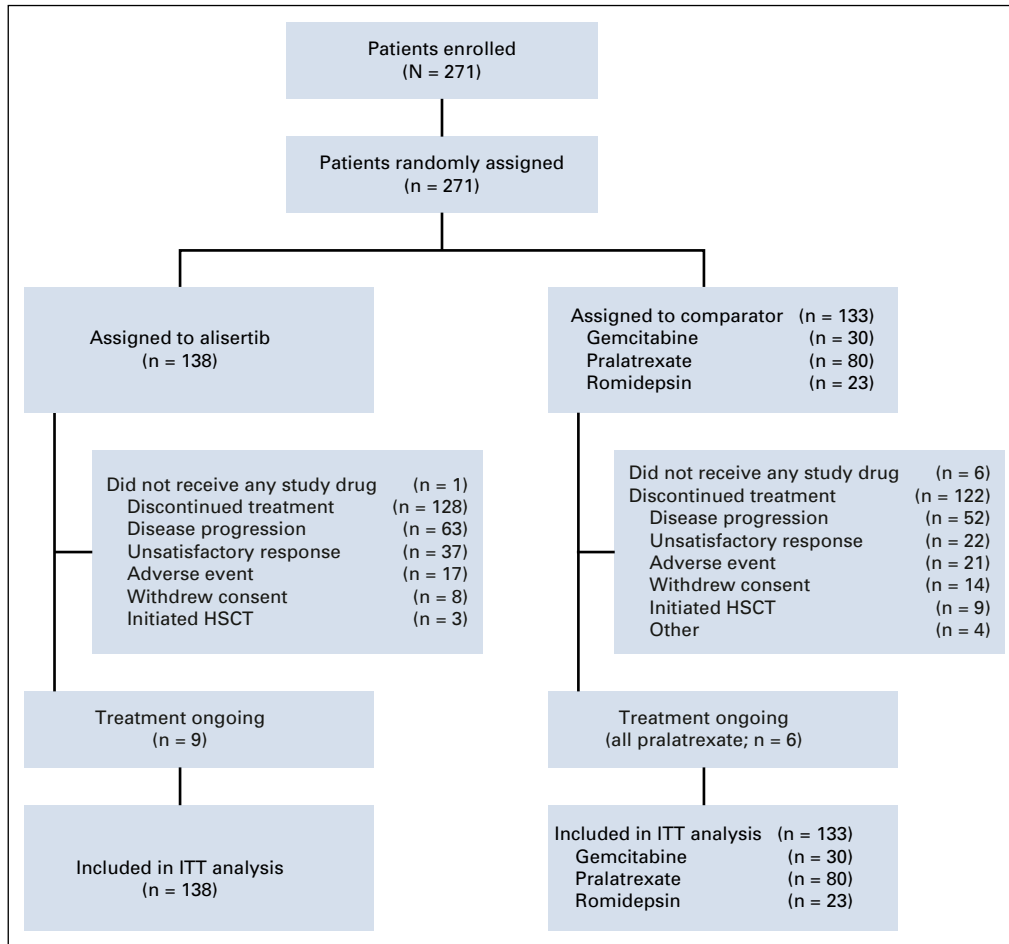 Patients enrolled
(N = 271)
Patients randomly assigned
(n = 271)
Assigned to alisertib
(n = 138)
Assigned to comparator (n = 133)
Gemcitabine (n = 30)
Pralatrexate (n = 80)
Romidepsin (n = 23)
Did not receive any study drug (n = 1)
Discontinued treatment (n = 128)
Disease progression (n = 63)
Unsatisfactory response (n = 37)
Adverse event (n = 17)
Withdrew consent (n = 8)
Initiated HSCT (n = 3)
Did not receive any study drug (n = 6)
Discontinued treatment (n = 122)
Disease progression (n = 52)
Unsatisfactory response (n = 22)
Adverse event (n = 21)
Withdrew consent (n = 14)
Initiated HSCT (n = 9)
Other (n = 4)
Treatment ongoing
(n = 9)
Treatment ongoing
(all pralatrexate; n = 6)
Included in ITT analysis
(n = 138)
Included in ITT analysis (n = 133)
Gemcitabine (n = 30)
Pralatrexate (n = 80)
Romidepsin (n = 23)